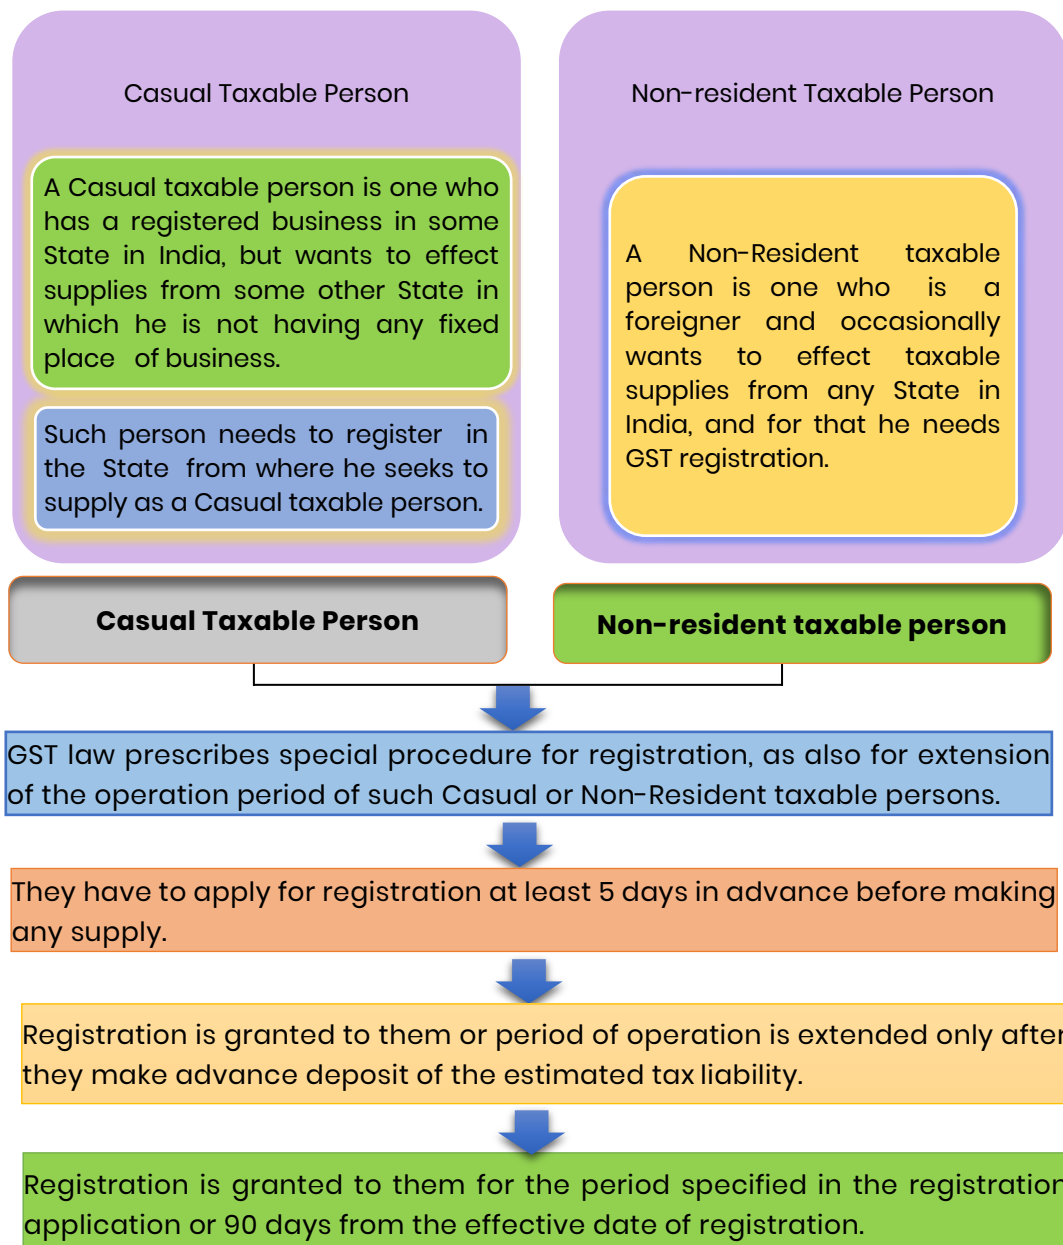 Casual Taxable Person
A Casual taxable person is one who
has a registered business in some
State in India, but wants to effect
supplies from some other State in
which he is not having any fixed
place of business.
Such person needs to register in
the State from where he seeks to
supply as a Casual taxable person.
Non-resident Taxable Person
A Non-Resident taxable
person is one who is a
foreigner and occasionally
wants to effect taxable
supplies from any State in
India, and for that he needs
GST registration.
Casual Taxable Person
Non-resident taxable person
GST law prescribes special procedure for registration, as also for extension
of the operation period of such Casual or Non-Resident taxable persons.
They have to apply for registration at least 5 days in advance before making
any supply.
Registration is granted to them or period of operation is extended only after
they make advance deposit of the estimated tax liability.
Registration is granted to them for the period specified in the registration
application or 90 days from the effective date of registration.